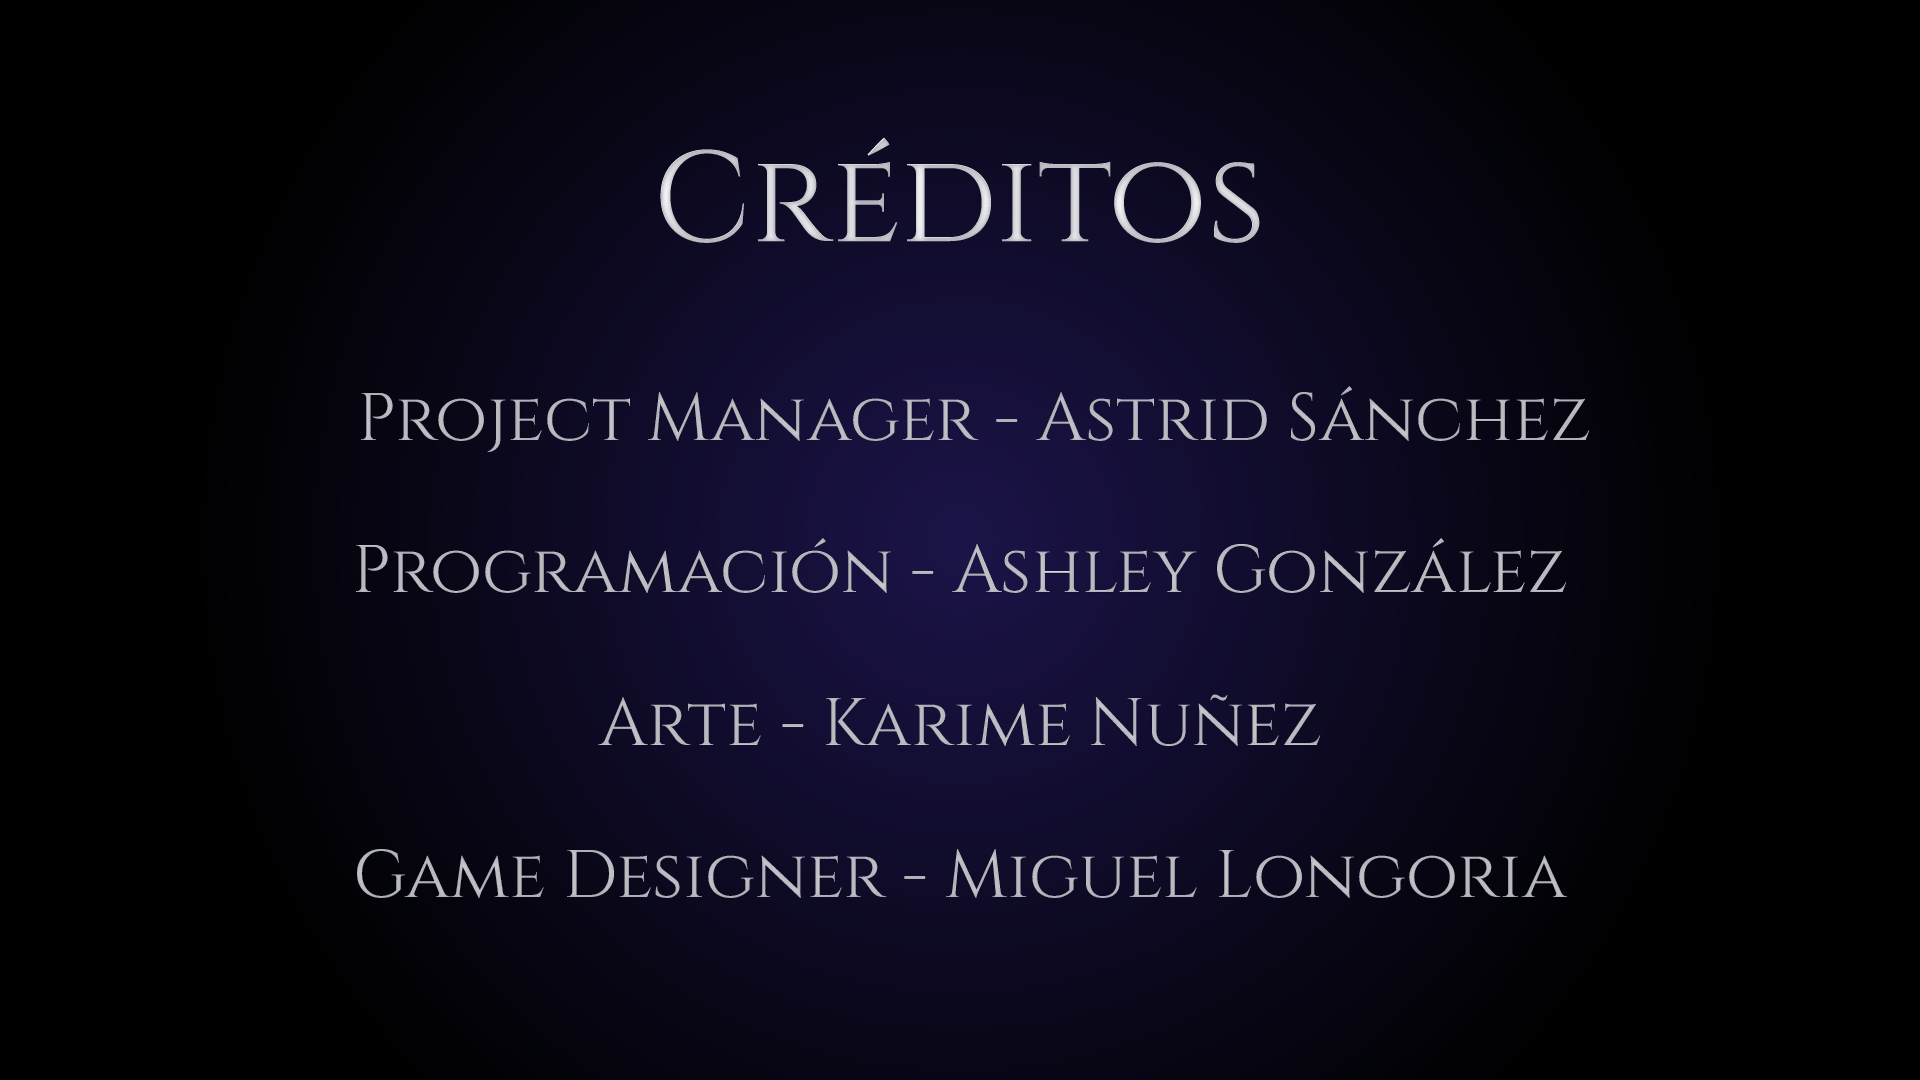 Créditos
Project Manager - Astrid Sánchez
Programación - Ashley González
Arte - Karime Nuñez
Game Designer - Miguel Longoria